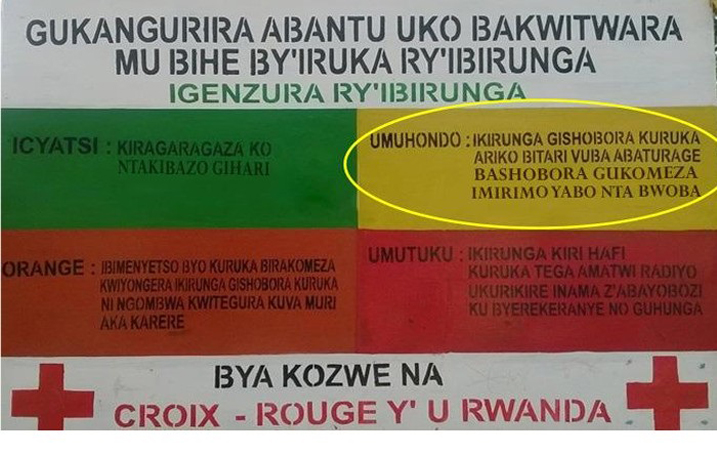 GUKANGURIRA ABANTU UKO BAKWITWARA
MU BIHE BY'IRUKA RY'IBIRUNGA
IGENZURA RY'IBIRUNGA
ICYATSI : KIRAGARAGAZA KO
NTAKIBAZO GIHARI
UMUHONDO : IKIRUNGA GISHOBORA KURUKA
ARIKO BITARI VUBA ABATURAGE
BASHOBORA GUKOMEZA
IMIRIMO YABO NTA BWOBA
ORANGE : IBIMENYETSO BYO KURUKA BIRAKOMEZA
KWIYONGERA IKIRUNGA GISHOBORA KURUKA
NI NGOMBWA KWITEGURA KUVA MURI
AKA KARERE
UMUTUKU : IKIRUNGA KIRI HAFI
KURUKA TEGA AMATWI RADIYO
UKURIKIRE INAMA Z'ABAYOBOZI
KU BYEREKERANYE NO GUHUNGA
BYA KOZWE NA
CROIX - ROUGE Y' U RWANDA